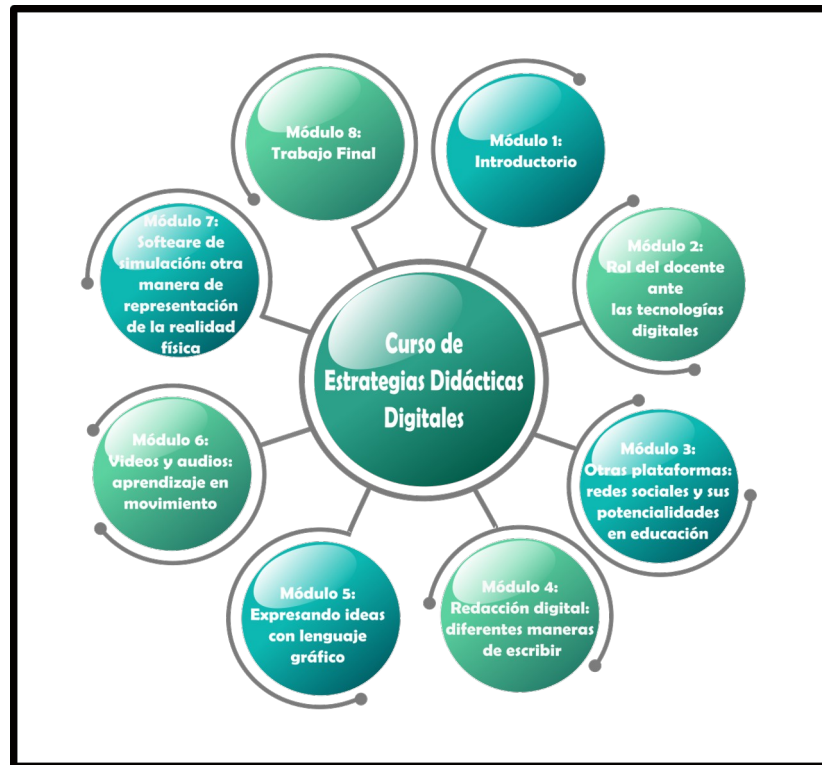 Curso de
Estrategias Didácticas
Digitales
Módulo 1:
Introductorio
Módulo 2:
Rol del docente
ante
las tecnologías
digitales
Módulo 3:
Otras plataformas:
redes sociales y sus
potencialidades
en educación
Módulo 4:
Redacción digital:
diferentes maneras
de escribir
Módulo 5:
Expresando ideas
con lenguaje
gráfico
Módulo 6:
Videos y audios:
aprendizaje en
movimiento
Módulo 7:
Softeare de
simulación: otra
manera de
representación
de la realidad
física
Módulo 8:
Trabajo Final